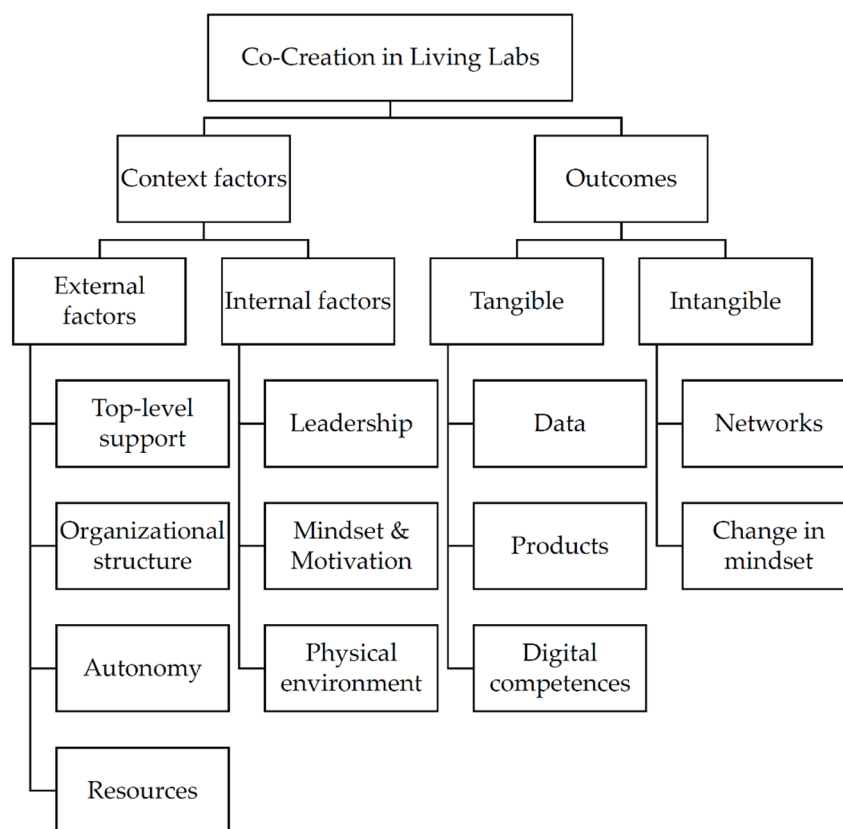 Co-Creation in Living Labs
Context factors
Outcomes
External
factors
Internal factors
Tangible
Intangible
Top-level
support
Leadership
Data
Networks
Organizational
structure
Mindset &
Motivation
Products
Change in
mindset
Autonomy
Physical
environment
Digital
competences
Resources